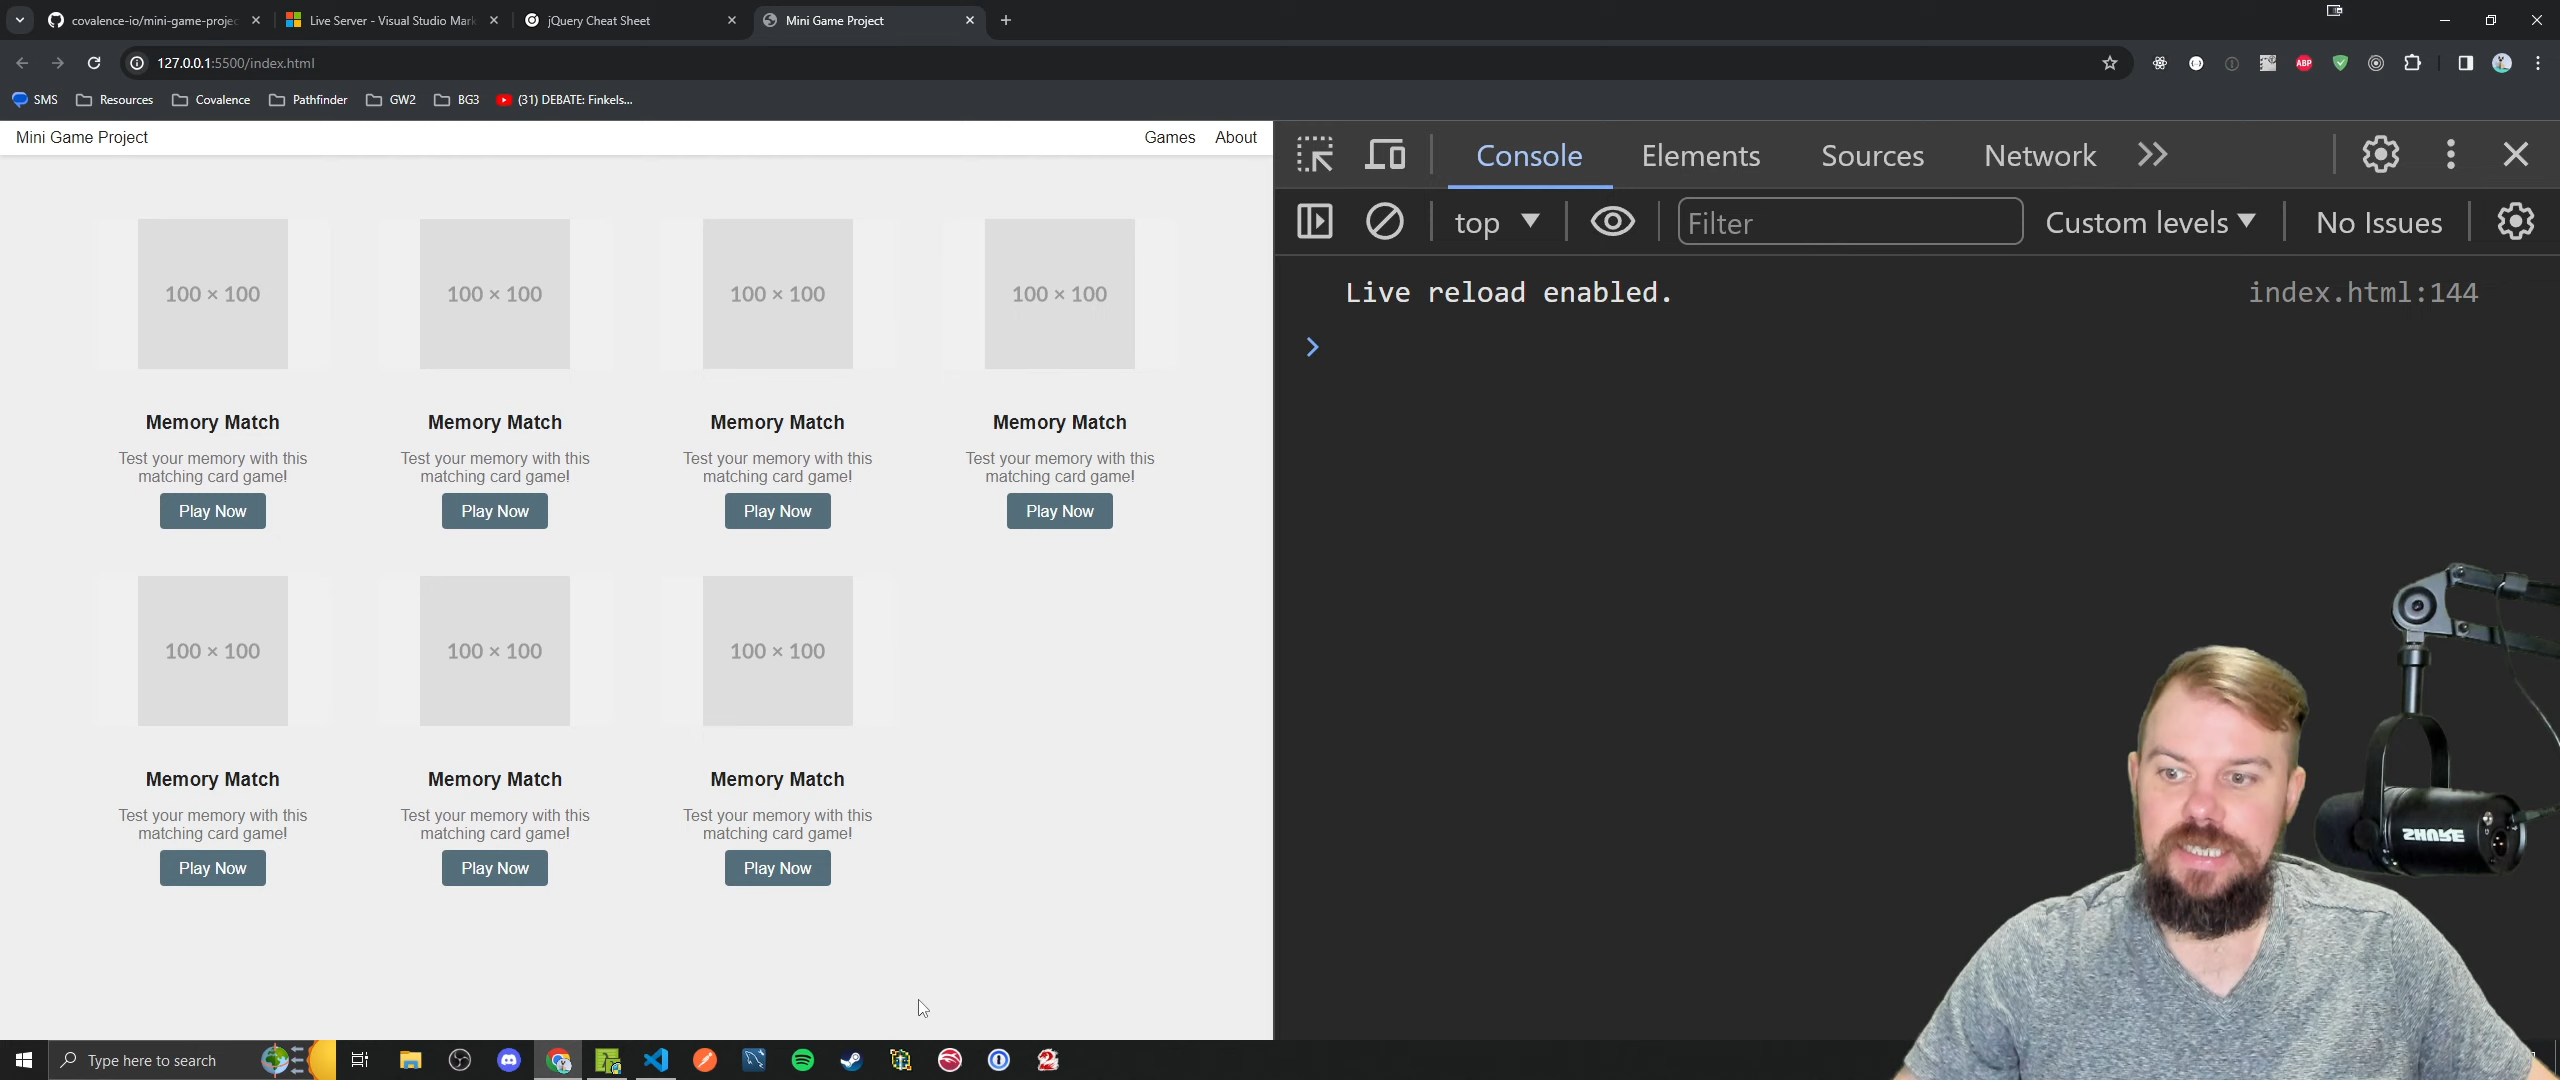 covalence-io/mini-game-projec
Live Server - Visual Studio Mark
jQuery Cheat Sheet
Mini Game Project
127.0.0.1:5500/index.html
ABP
SMS
Resources
Covalence
Pathfinder
GW2
BG3
(31) DEBATE: Finkels...
Mini Game Project
Games
About
Console
Elements
Sources
Network
top
Filter
Custom levels
No Issues
Live reload enabled.
index.html:144
100 × 100
100 × 100
100 × 100
100 × 100
Memory Match
Memory Match
Memory Match
Memory Match
Test your memory with this
matching card game!
Test your memory with this
matching card game!
Test your memory with this
matching card game!
Test your memory with this
matching card game!
Play Now
Play Now
Play Now
Play Now
100 × 100
100 × 100
100 × 100
Memory Match
Memory Match
Memory Match
Test your memory with this
matching card game!
Test your memory with this
matching card game!
Test your memory with this
matching card game!
Play Now
Play Now
Play Now
SHURE
Type here to search